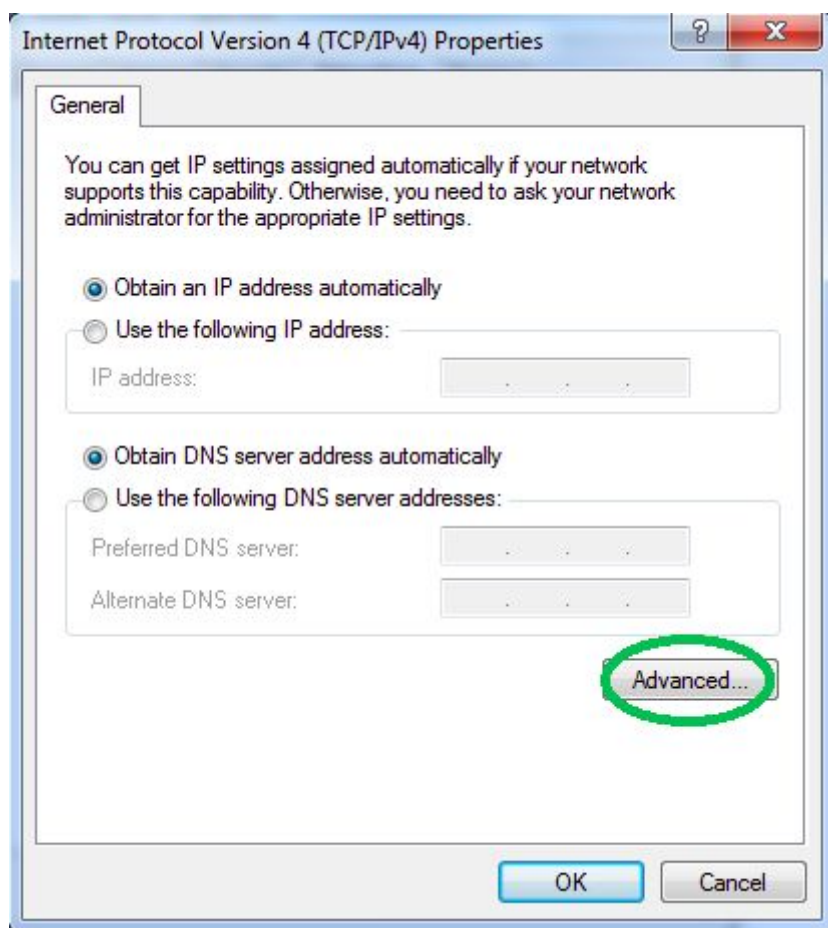 Internet Protocol Version 4 (TCP/IPv4) Properties
General
You can get IP settings assigned automatically if your network
supports this capability. Otherwise, you need to ask your network
administrator for the appropriate IP settings.
Obtain an IP address automatically
Use the following IP address:
IP address:
Obtain DNS server address automatically
Use the following DNS server addresses:
Preferred DNS server:
Alternate DNS server:
Advanced...
OK
Cancel